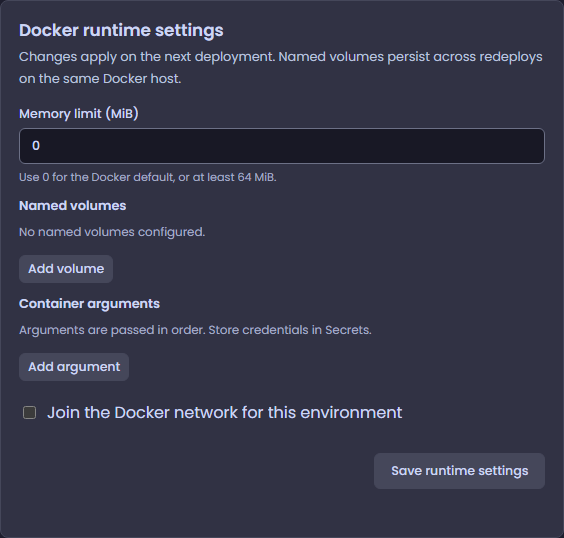 Docker runtime settings
Changes apply on the next deployment. Named volumes persist across redeploys
on the same Docker host.
Memory limit (MiB)
0
Use 0 for the Docker default, or at least 64 MiB.
Named volumes
No named volumes configured.
Add volume
Container arguments
Arguments are passed in order. Store credentials in Secrets.
Add argument
Join the Docker network for this environment
Save runtime settings